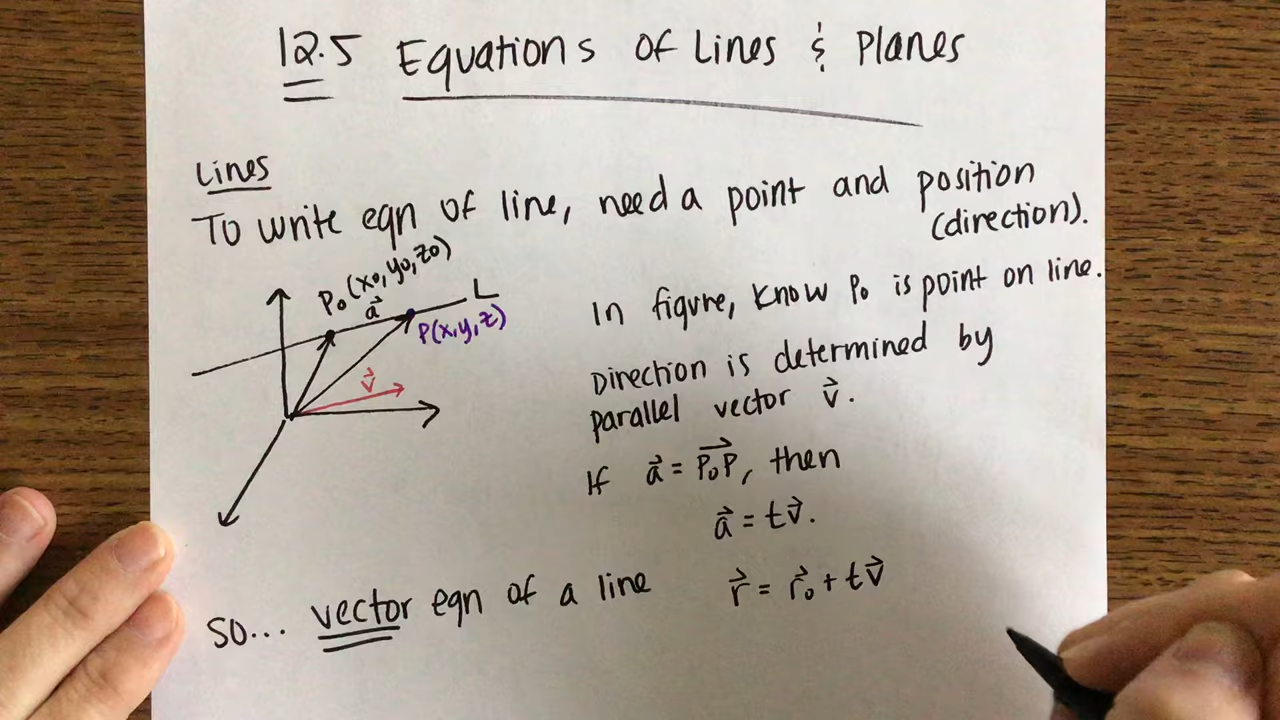 12.5 Equations of Lines & Planes
Lines
To write eqn of line, need a point and position
(direction).
P₀(x₀,y₀,z₀)
a⃗
L
P(x,y,z)
v⃗
In figure, know P₀ is point on line.
Direction is determined by
parallel vector v⃗.
If a⃗ = P₀P⃗, then
a⃗ = tv⃗.
So... vector eqn of a line r⃗ = r⃗₀ + tv⃗